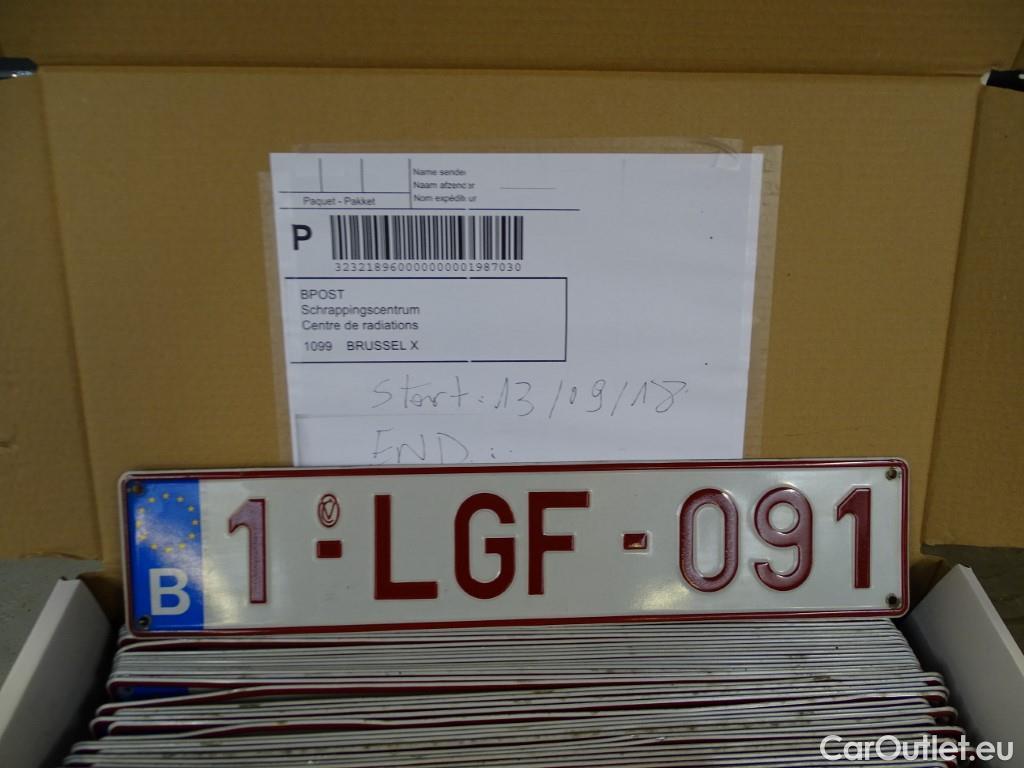 Name sender
Naam afzender
Nom expéditeur
Paquet - Pakket
P
3232189600000000001987030
BPOST
Schrappingscentrum
Centre de radiations
1099 BRUSSEL X
Start: 13/09/18
END:
B 1-LGF-091
CarOutlet.eu